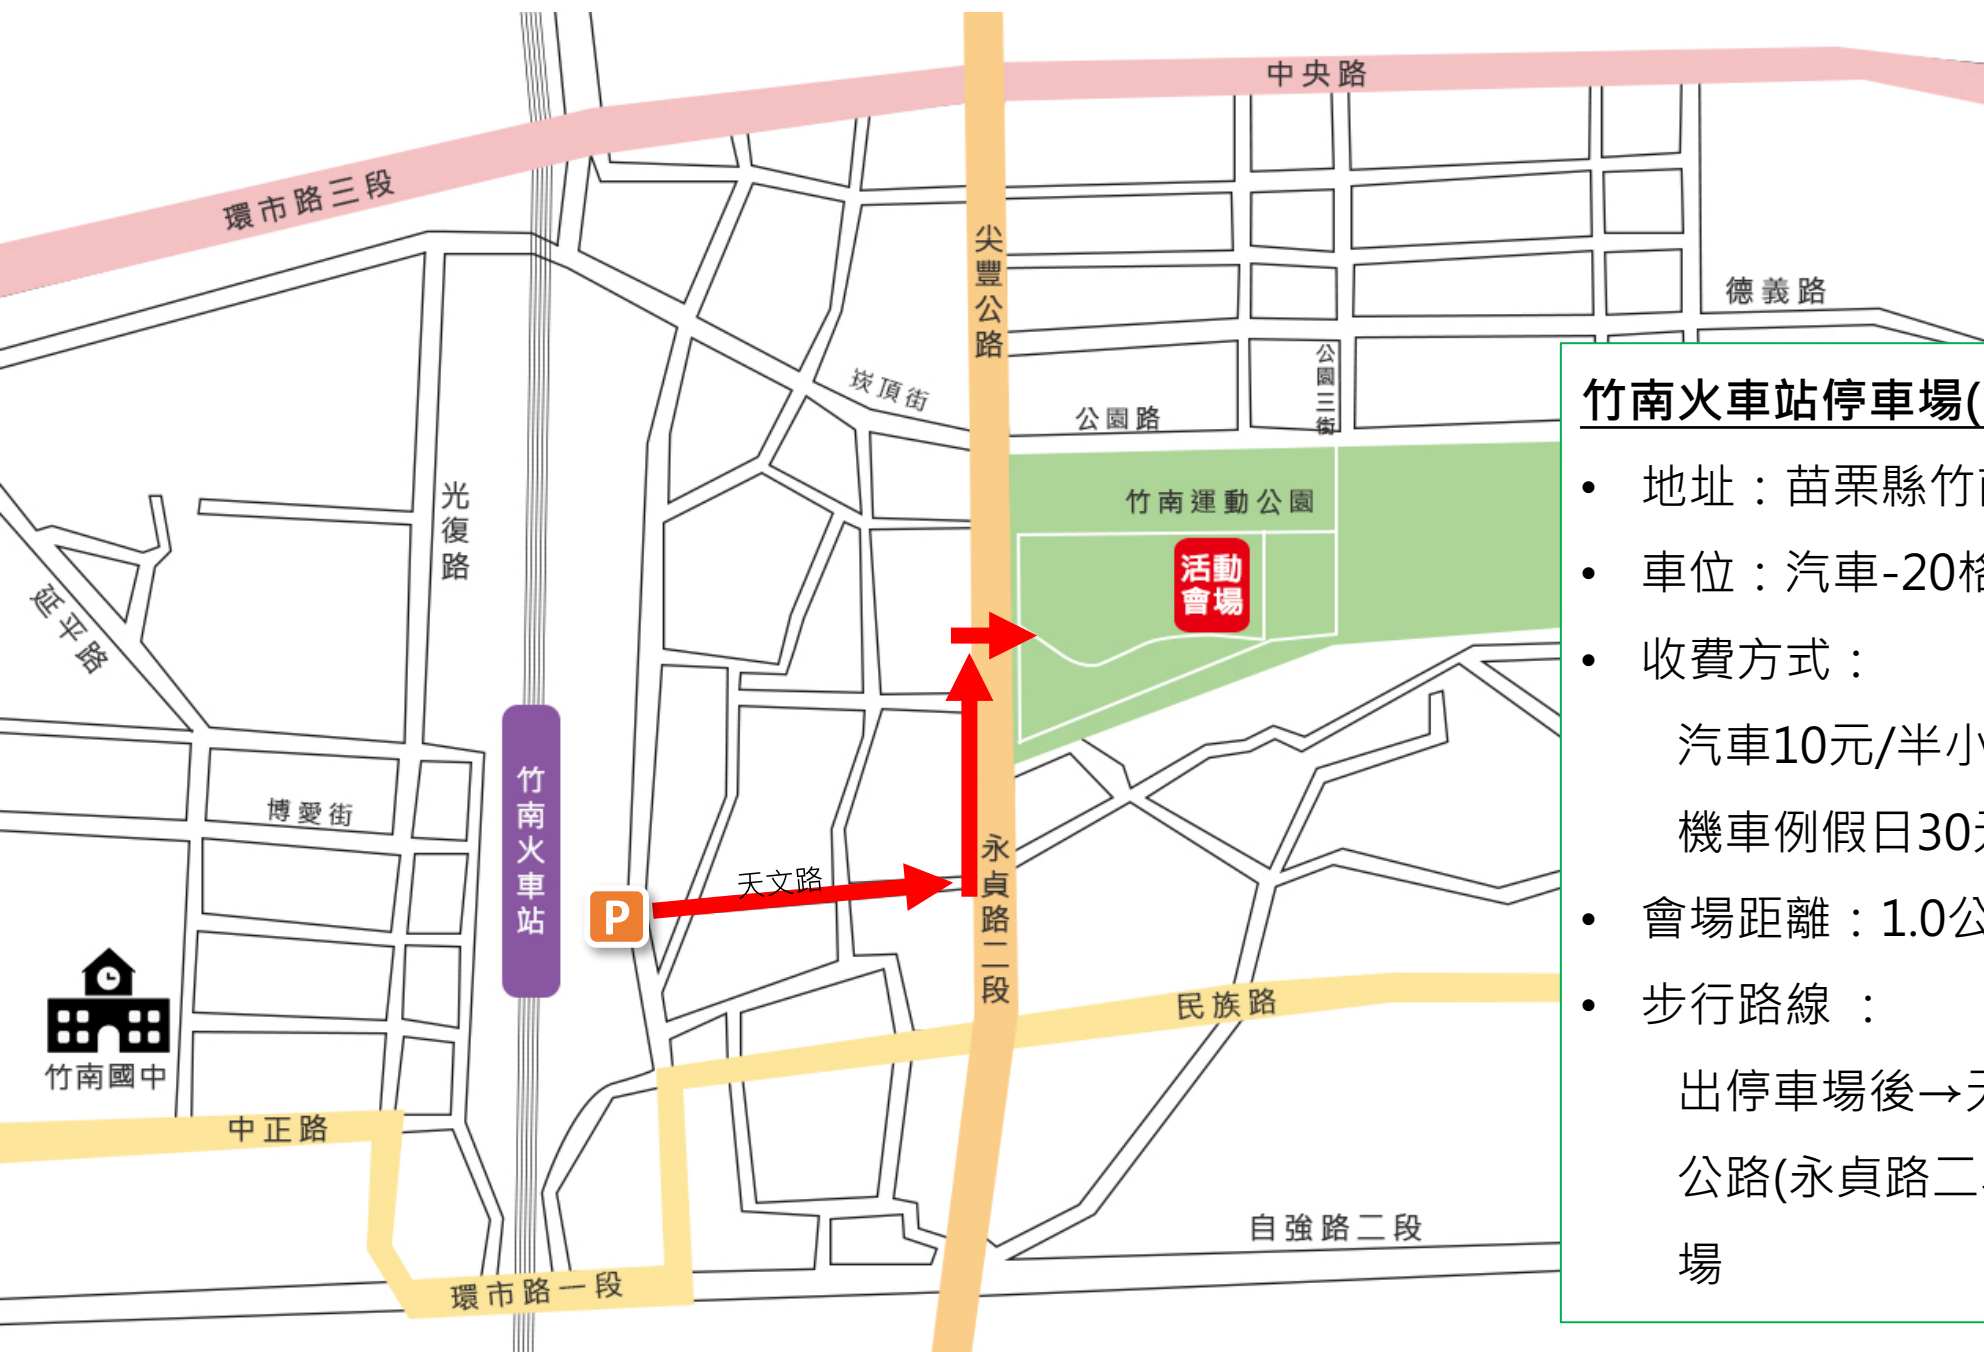 中央路
環市路三段
尖豐公路
德義路
崁頂街
公園三街
公園路
光復路
竹南運動公園
活動
會場
延平路
竹南火車站
博愛街
天文路
永貞路二段
P
民族路
竹南國中
中正路
自強路二段
環市路一段
竹南火車站停車場(
• 地址：苗栗縣竹
• 車位：汽車-20格
• 收費方式：
汽車10元/半小
機車例假日30
• 會場距離：1.0公
• 步行路線 ：
出停車場後→天
公路(永貞路二
場